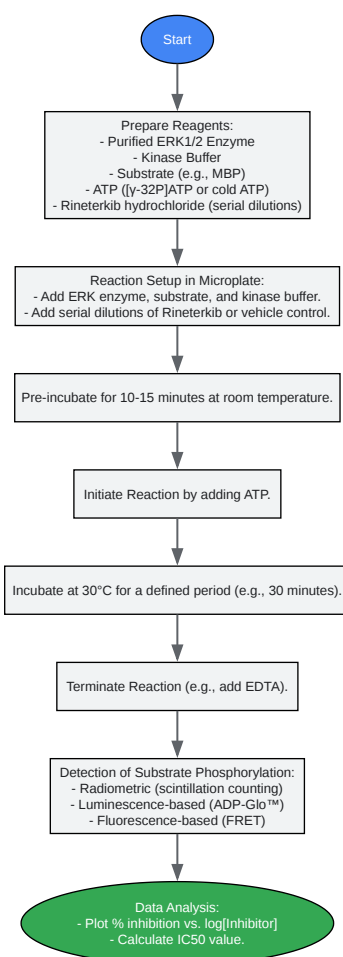 Start
Prepare Reagents:
- Purified ERK1/2 Enzyme
- Kinase Buffer
- Substrate (e.g., MBP)
- ATP ([γ-32P]ATP or cold ATP)
- Rineterkib hydrochloride (serial dilutions)
Reaction Setup in Microplate:
- Add ERK enzyme, substrate, and kinase buffer.
- Add serial dilutions of Rineterkib or vehicle control.
Pre-incubate for 10-15 minutes at room temperature.
Initiate Reaction by adding ATP.
Incubate at 30°C for a defined period (e.g., 30 minutes).
Terminate Reaction (e.g., add EDTA).
Detection of Substrate Phosphorylation:
- Radiometric (scintillation counting)
- Luminescence-based (ADP-Glo™)
- Fluorescence-based (FRET)
Data Analysis:
- Plot % inhibition vs. log[Inhibitor]
- Calculate IC50 value.